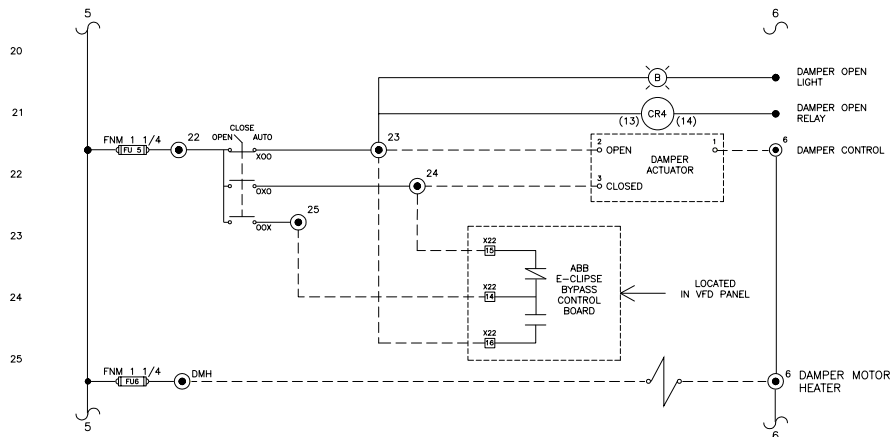 5
6
20
B
DAMPER OPEN
LIGHT
21
(13)
CR4
(14)
DAMPER OPEN
RELAY
FNM 1 1/4
FU 5
22
CLOSE
OPEN
AUTO
XOO
23
2
OPEN
1
DAMPER
ACTUATOR
6
DAMPER CONTROL
22
OXO
24
3
CLOSED
OOX
25
23
X22
15
ABB
E-CLIPSE
BYPASS
CONTROL
BOARD
LOCATED
IN VFD PANEL
24
X22
14
X22
16
25
FNM 1 1/4
FU6
DMH
6
DAMPER MOTOR
HEATER
5
6